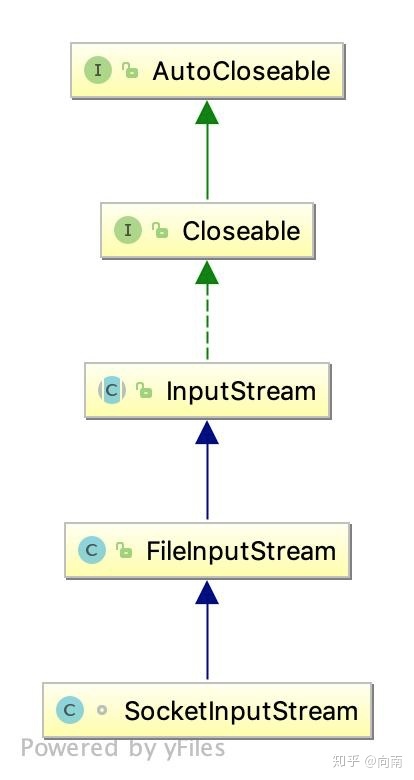 I AutoCloseable
I Closeable
C InputStream
C FileInputStream
C SocketInputStream
Powered by yFiles
知乎 @向南